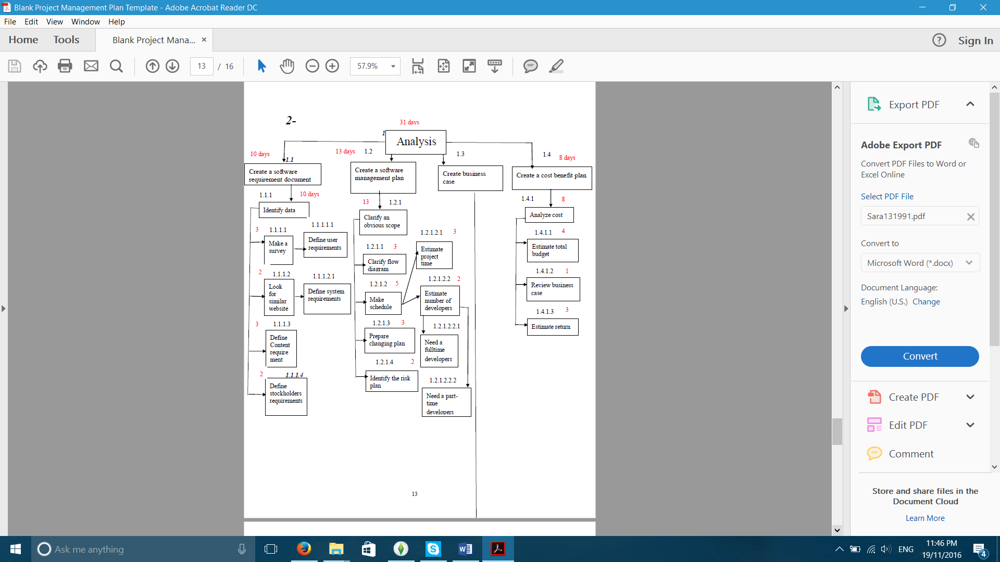 Blank Project Management Plan Template - Adobe Acrobat Reader DC
File Edit View Window Help
Home Tools Blank Project Mana... Sign In
13 / 16 57.9%
2-
31 days
1
Analysis
10 days
1.1
13 days 1.2
1.3
1.4
8 days
Create a software
requirement document
Create a software
management plan
Create business
case
Create a cost benefit plan
1.1.1 10 days
Identify data
3 1.1.1.1
Make a
survey
1.1.1.1.1
Define user
requirements
2 1.1.1.2
Look
for
similar
website
1.1.1.2.1
Define system
requirements
3 1.1.1.3
Define
Content
require
ment
2 1.1.1.4
Define
stockholders
requirements
13 1.2.1
Clarify an
obvious scope
1.2.1.1 3
Clarify flow
diagram
1.2.1.2 5
Make
schedule
1.2.1.3 3
Prepare
changing plan
1.2.1.4 2
Identify the risk
plan
1.2.1.2.1 3
Estimate
project
time
1.2.1.2.2 2
Estimate
number of
developers
1.2.1.2.2.1
Need a
fulltime
developers
1.2.1.2.2.2
Need a part-
time
developers
1.4.1 8
Analyze cost
1.4.1.1 4
Estimate total
budget
1.4.1.2 1
Review business
case
1.4.1.3 3
Estimate return
13
Export PDF
Adobe Export PDF
Convert PDF Files to Word or
Excel Online
Select PDF File
Sara131991.pdf
Convert to
Microsoft Word (*.docx)
Document Language:
English (U.S.) Change
Convert
Create PDF
Edit PDF
Comment
Store and share files in the
Document Cloud
Learn More
Ask me anything
ENG
11:46 PM
19/11/2016
4